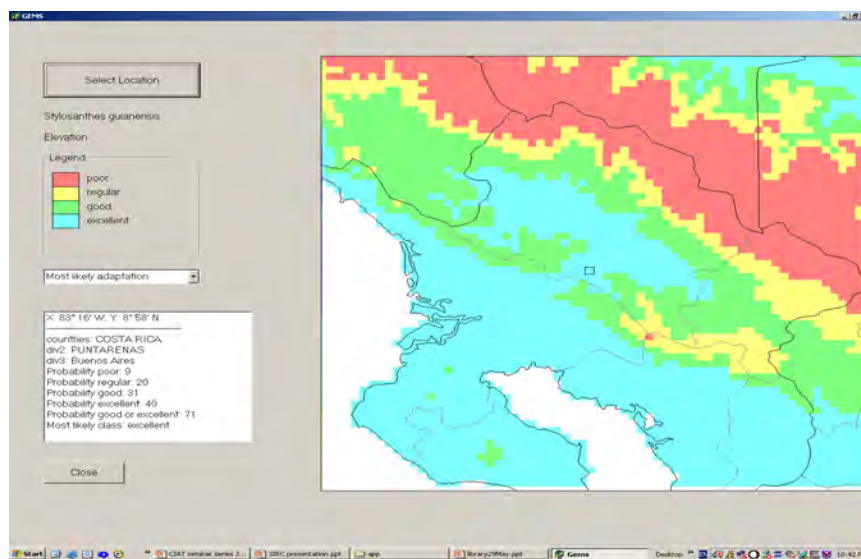 GEMS
Select Location
Stylosanthes guianensis
Elevation
Legend
poor
regular
good
excellent
Most likely adaptation
X: 83° 16' W, Y: 8° 58' N
countries: COSTA RICA
div2: PUNTARENAS
div3: Buenos Aires
Probability poor: 9
Probability regular: 20
Probability good: 31
Probability excellent: 40
Probability good or excellent: 71
Most likely class: excellent
Close
Start
CIAT seminar series 3...
presentation.ppt
app
library29May.ppt
Gems
Desktop